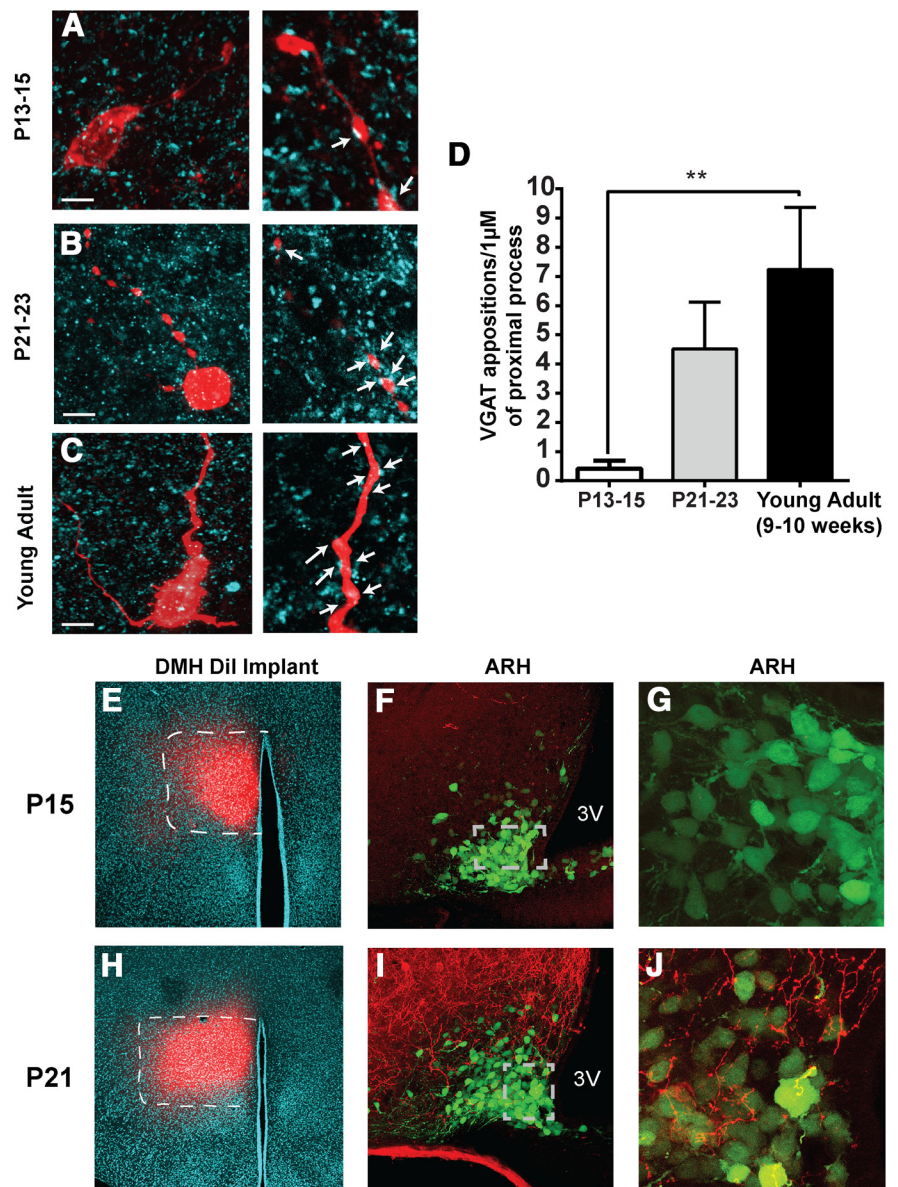 A
P13-15
B
P21-23
C
Young Adult
D
**
VGAT appositions/1µM
of proximal process
10
9
8
7
6
5
4
3
2
1
0
P13-15
P21-23
Young Adult
(9-10 weeks)
DMH DiI Implant
ARH
ARH
P15
E
F
3V
G
P21
H
I
3V
J